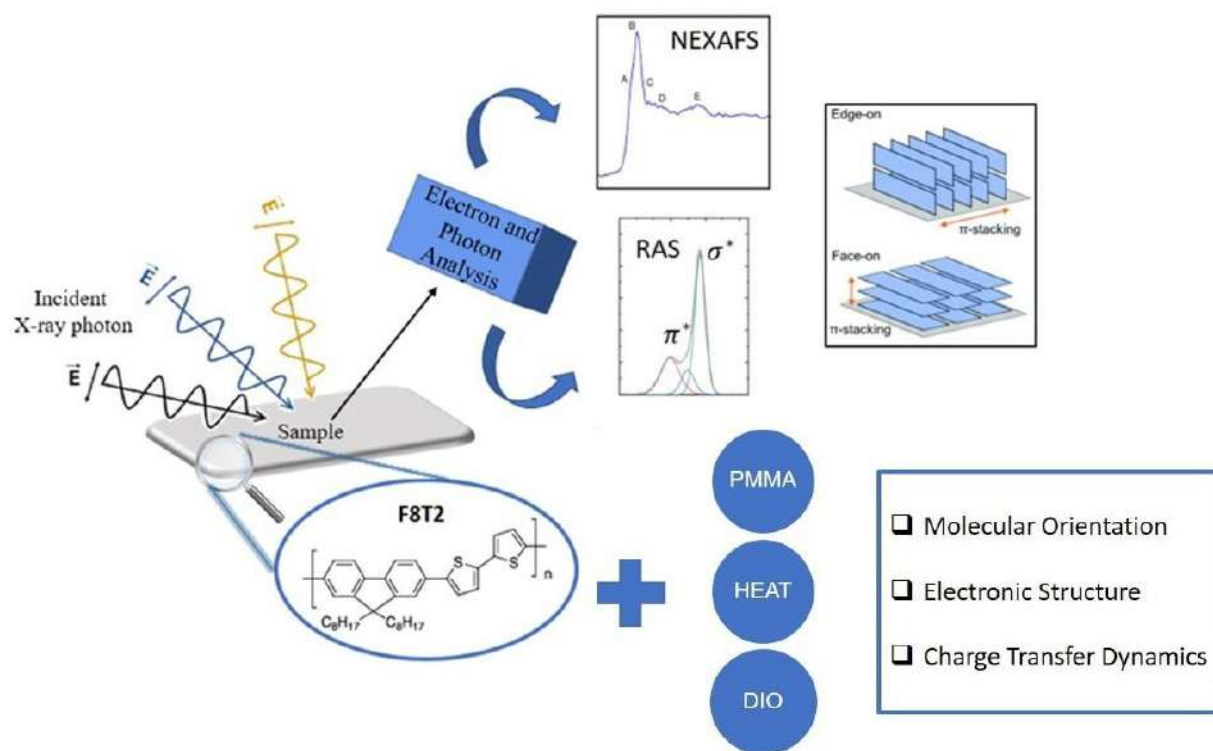 NEXAFS
B
A
C
D
E
Edge-on
π-stacking
Face-on
π-stacking
Electron and
Photon
Analysis
RAS
σ*
π*
E⃗
E⃗
E⃗
Incident
X-ray photon
Sample
F8T2
S
S
n
C₈H₁₇
C₈H₁₇
PMMA
HEAT
DIO
Molecular Orientation
Electronic Structure
Charge Transfer Dynamics